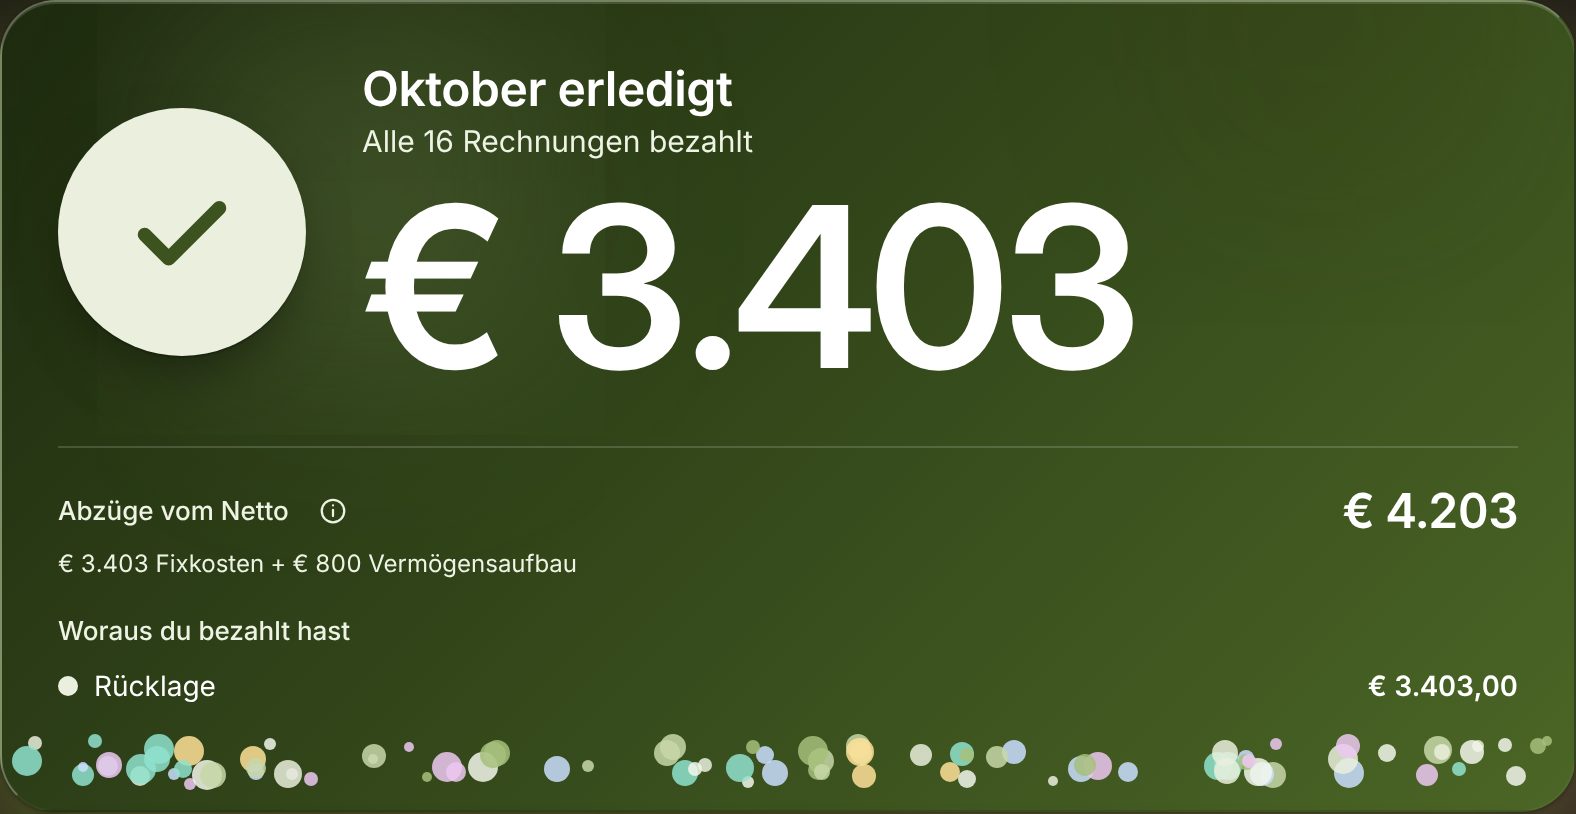 Oktober erledigt
Alle 16 Rechnungen bezahlt
€ 3.403
Abzüge vom Netto
€ 4.203
€ 3.403 Fixkosten + € 800 Vermögensaufbau
Woraus du bezahlt hast
Rücklage
€ 3.403,00